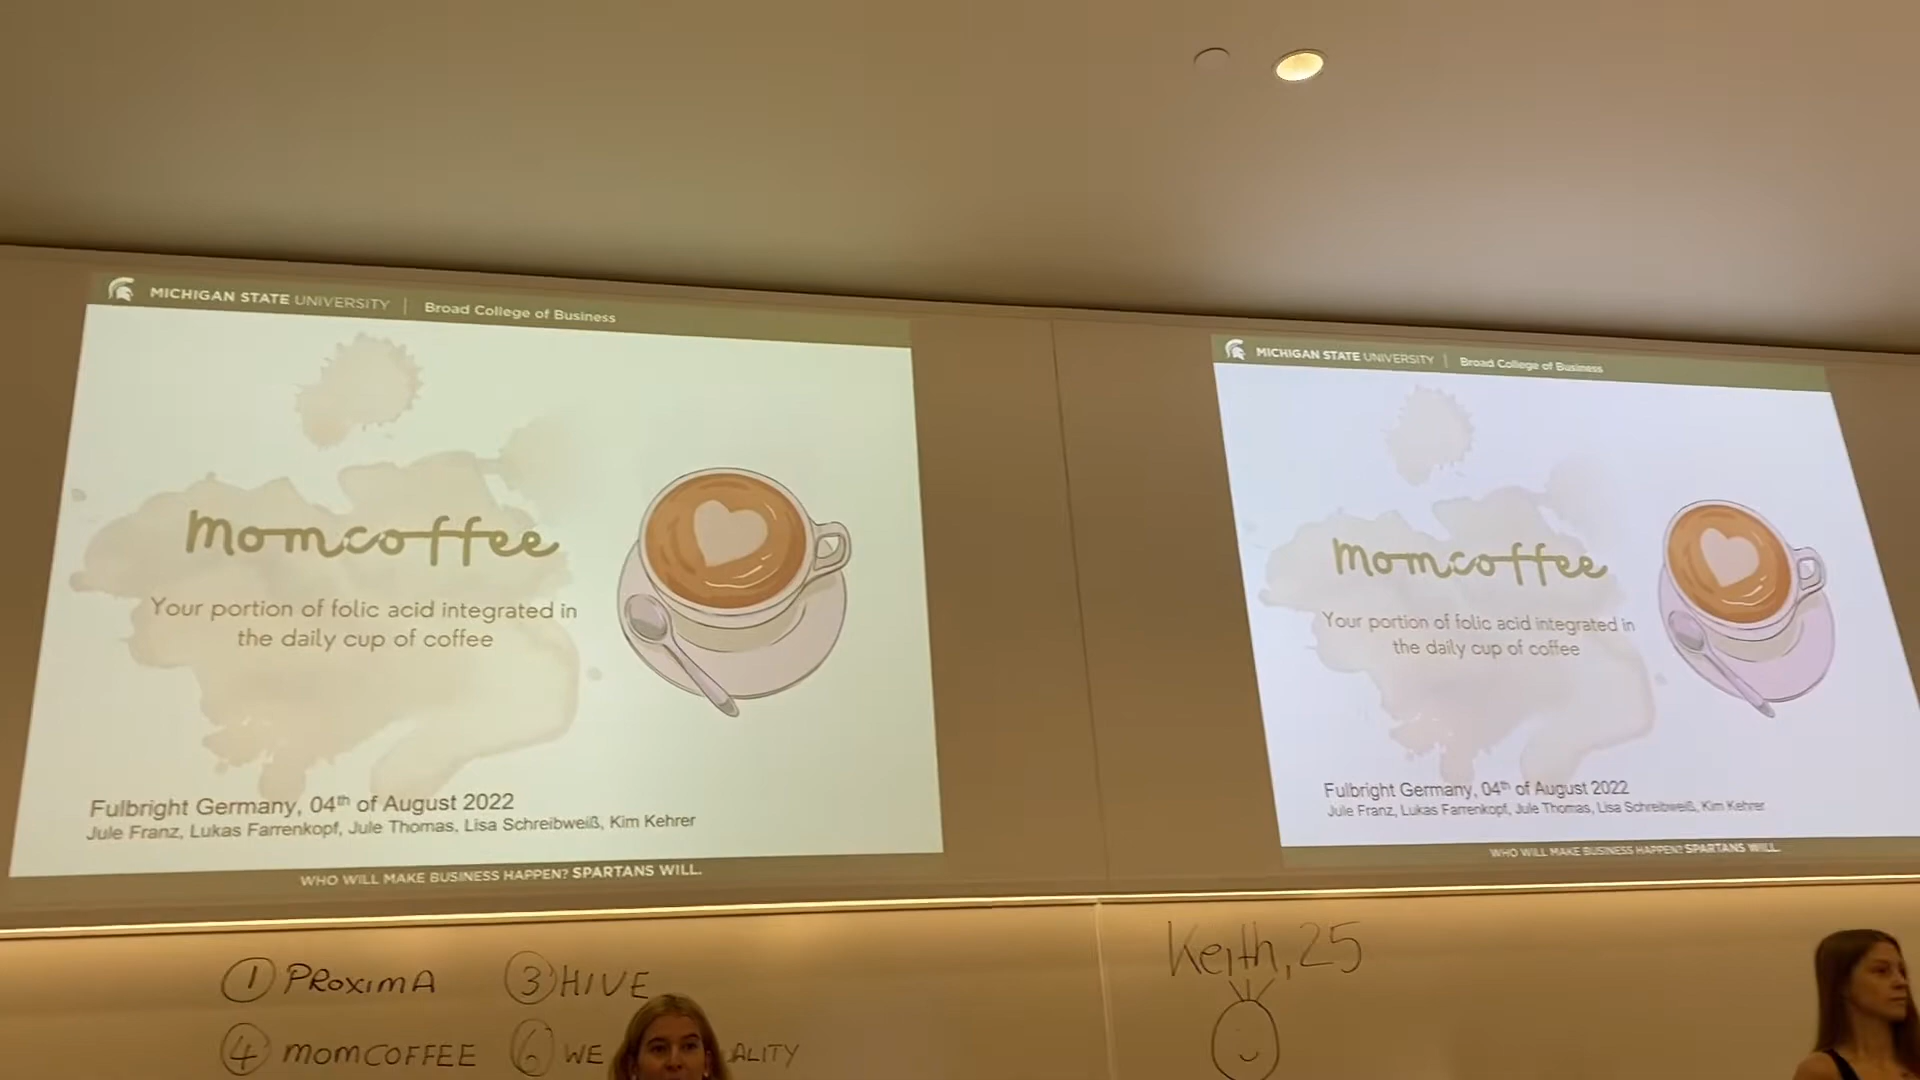 MICHIGAN STATE UNIVERSITY | Broad College of Business
momcoffee
Your portion of folic acid integrated in
the daily cup of coffee
Fulbright Germany, 04th of August 2022
Jule Franz, Lukas Farrenkopf, Jule Thomas, Lisa Schreibweiß, Kim Kehrer
WHO WILL MAKE BUSINESS HAPPEN? SPARTANS WILL.
MICHIGAN STATE UNIVERSITY | Broad College of Business
momcoffee
Your portion of folic acid integrated in
the daily cup of coffee
Fulbright Germany, 04th of August 2022
Jule Franz, Lukas Farrenkopf, Jule Thomas, Lisa Schreibweiß, Kim Kehrer
WHO WILL MAKE BUSINESS HAPPEN? SPARTANS WILL.
1 PROXIMA 3 HIVE
4 MOMCOFFEE 6 WE ALITY
Keith, 25